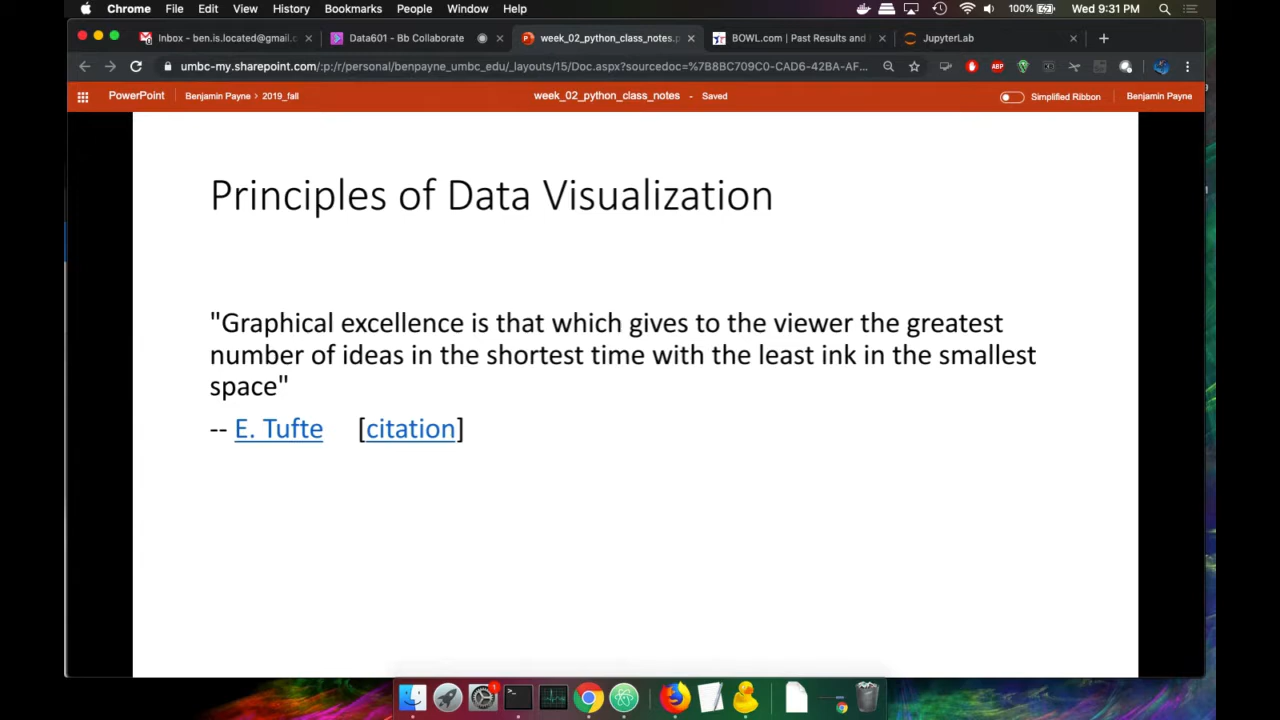 Chrome File Edit View History Bookmarks People Window Help 100% Wed 9:31 PM
Inbox - ben.is.located@gmail.c
Data601 - Bb Collaborate
week_02_python_class_notes.p
BOWL.com | Past Results and
JupyterLab
umbc-my.sharepoint.com/:p:/r/personal/benpayne_umbc_edu/_layouts/15/Doc.aspx?sourcedoc=%7B8BC709C0-CAD6-42BA-AF...
ABP
PowerPoint Benjamin Payne > 2019_fall week_02_python_class_notes - Saved Simplified Ribbon Benjamin Payne
Principles of Data Visualization
"Graphical excellence is that which gives to the viewer the greatest
number of ideas in the shortest time with the least ink in the smallest
space"
-- E. Tufte [citation]
1